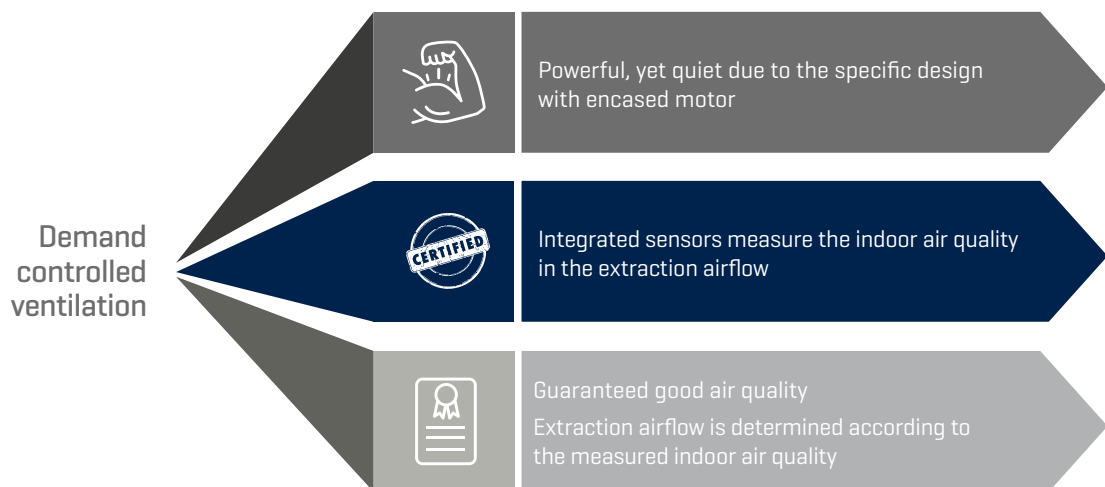 Demand
controlled
ventilation
Powerful, yet quiet due to the specific design
with encased motor
CERTIFIED
Integrated sensors measure the indoor air quality
in the extraction airflow
Guaranteed good air quality
Extraction airflow is determined according to
the measured indoor air quality